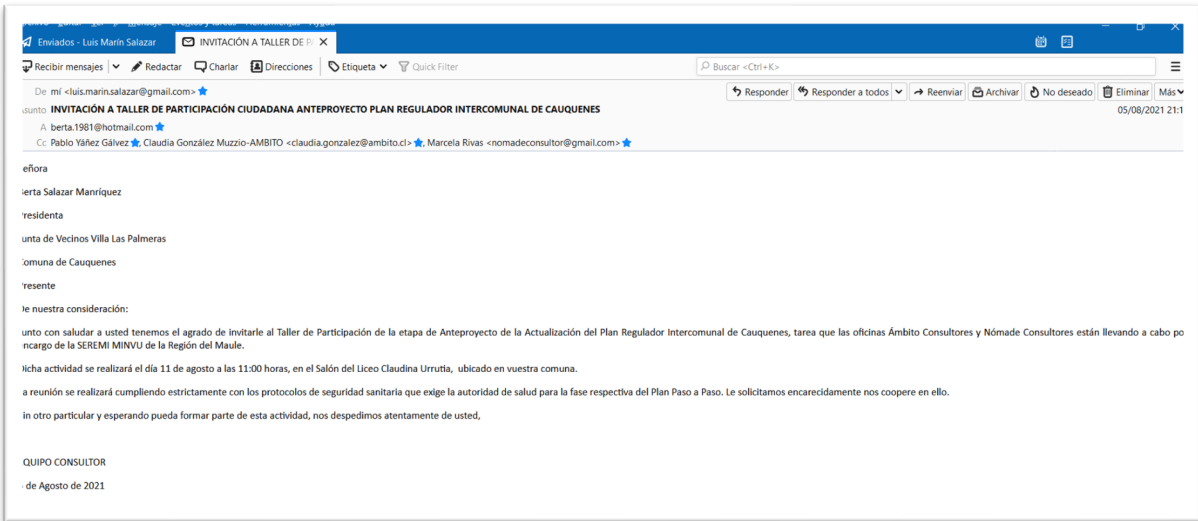 Enviados - Luis Marín Salazar INVITACIÓN A TALLER DE PA
Recibir mensajes Redactar Charlar Direcciones Etiqueta Quick Filter Buscar <Ctrl+K>
De mí <luis.marin.salazar@gmail.com> Responder Responder a todos Reenviar Archivar No deseado Eliminar Más
sunto INVITACIÓN A TALLER DE PARTICIPACIÓN CIUDADANA ANTEPROYECTO PLAN REGULADOR INTERCOMUNAL DE CAUQUENES 05/08/2021 21:1
A berta.1981@hotmail.com
Cc Pablo Yáñez Gálvez, Claudia González Muzzio-AMBITO <claudia.gonzalez@ambito.cl>, Marcela Rivas <nomadeconsultor@gmail.com>
eñora
erta Salazar Manríquez
residenta
unta de Vecinos Villa Las Palmeras
omuna de Cauquenes
resente
De nuestra consideración:
unto con saludar a usted tenemos el agrado de invitarle al Taller de Participación de la etapa de Anteproyecto de la Actualización del Plan Regulador Intercomunal de Cauquenes, tarea que las oficinas Ámbito Consultores y Nómade Consultores están llevando a cabo po
ncargo de la SEREMI MINVU de la Región del Maule.
Dicha actividad se realizará el día 11 de agosto a las 11:00 horas, en el Salón del Liceo Claudina Urrutia, ubicado en vuestra comuna.
a reunión se realizará cumpliendo estrictamente con los protocolos de seguridad sanitaria que exige la autoridad de salud para la fase respectiva del Plan Paso a Paso. Le solicitamos encarecidamente nos coopere en ello.
in otro particular y esperando pueda formar parte de esta actividad, nos despedimos atentamente de usted,
QUIPO CONSULTOR
de Agosto de 2021